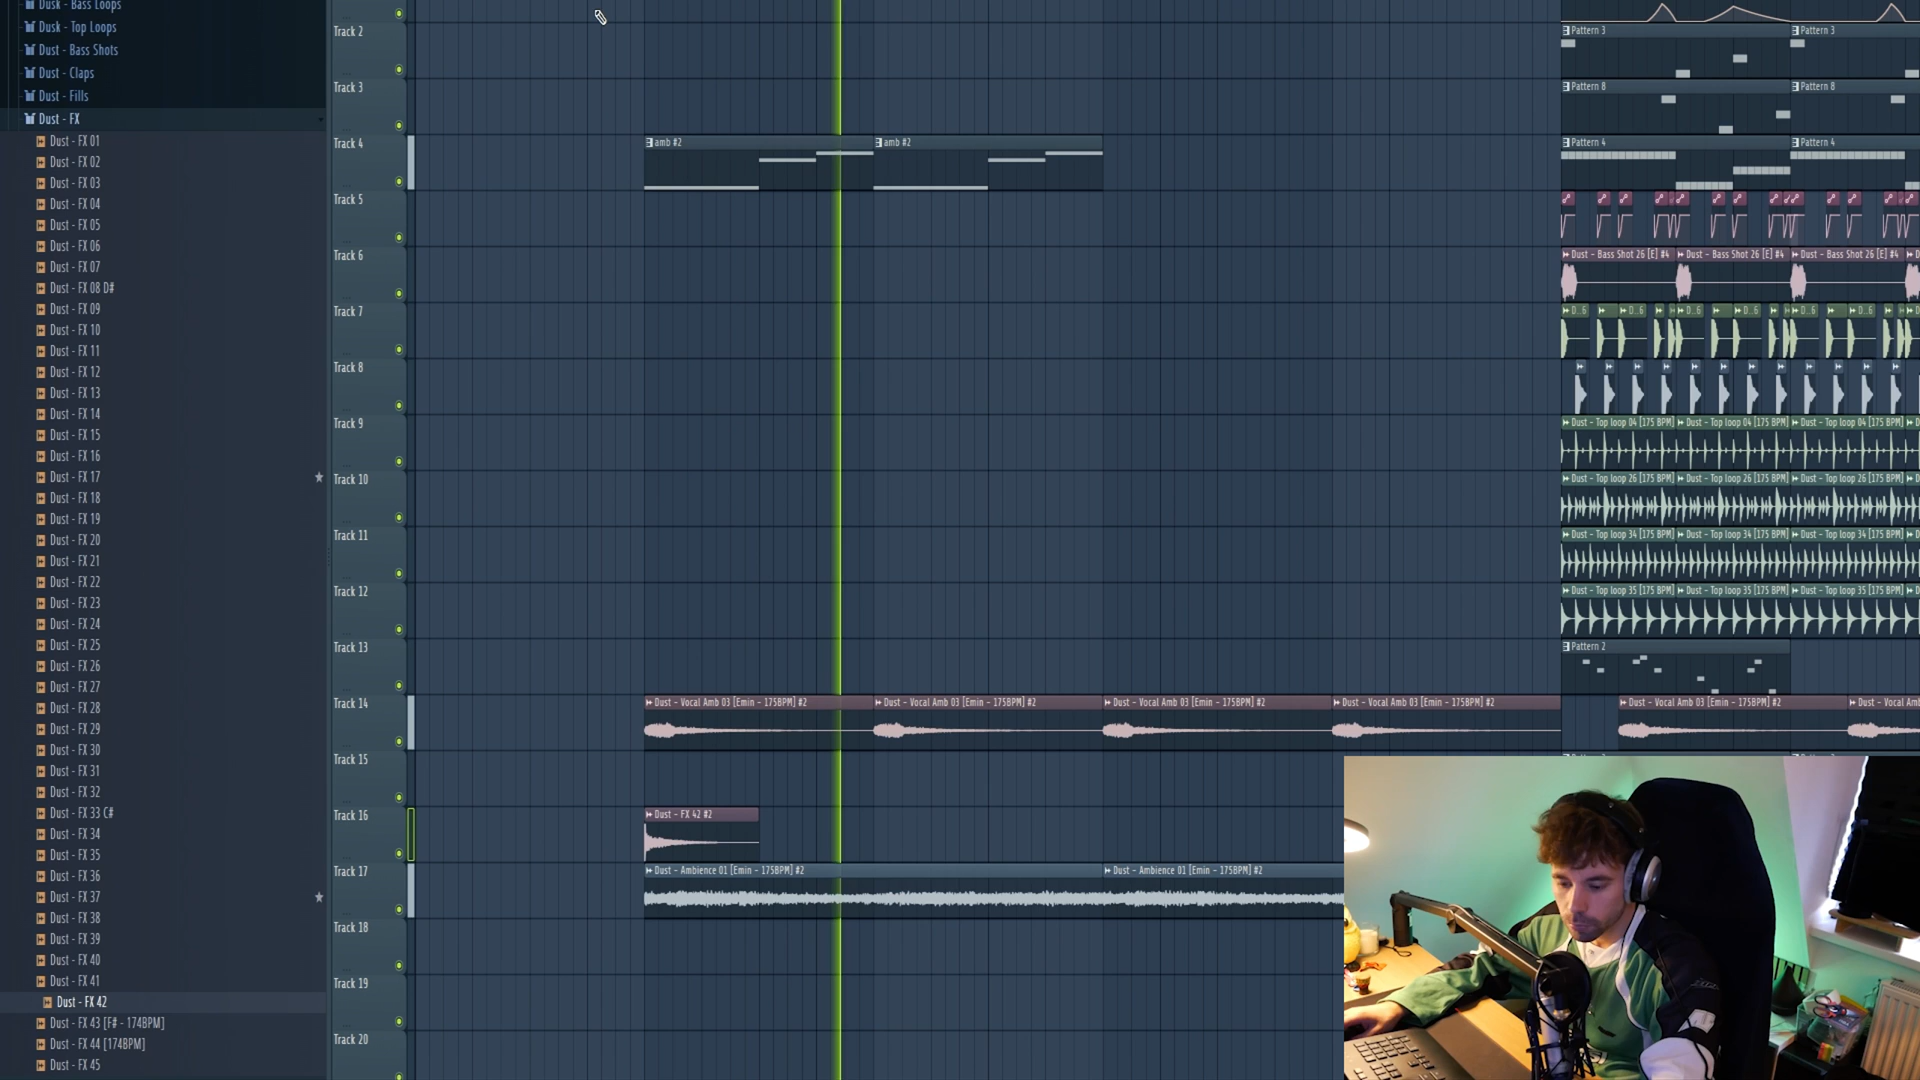 Dusk - Bass Loops
Dusk - Top Loops
Dust - Bass Shots
Dust - Claps
Dust - Fills
Dust - FX
Dust - FX 01
Dust - FX 02
Dust - FX 03
Dust - FX 04
Dust - FX 05
Dust - FX 06
Dust - FX 07
Dust - FX 08 D#
Dust - FX 09
Dust - FX 10
Dust - FX 11
Dust - FX 12
Dust - FX 13
Dust - FX 14
Dust - FX 15
Dust - FX 16
Dust - FX 17
Dust - FX 18
Dust - FX 19
Dust - FX 20
Dust - FX 21
Dust - FX 22
Dust - FX 23
Dust - FX 24
Dust - FX 25
Dust - FX 26
Dust - FX 27
Dust - FX 28
Dust - FX 29
Dust - FX 30
Dust - FX 31
Dust - FX 32
Dust - FX 33 C#
Dust - FX 34
Dust - FX 35
Dust - FX 36
Dust - FX 37
Dust - FX 38
Dust - FX 39
Dust - FX 40
Dust - FX 41
Dust - FX 42
Dust - FX 43 [F# - 174BPM]
Dust - FX 44 [174BPM]
Dust - FX 45
Track 2
Pattern 3 Pattern 3
Track 3
Pattern 8 Pattern 8
Track 4
amb #2 amb #2 Pattern 4 Pattern 4
Track 5
Track 6
Dust - Bass Shot 26 [E] #4 Dust - Bass Shot 26 [E] #4 Dust - Bass Shot 26 [E] #4
Track 7
D..6 D..6 D..6 D..6 D..6 D..6
Track 8
Track 9
Dust - Top loop 04 [175 BPM] Dust - Top loop 04 [175 BPM] Dust - Top loop 04 [175 BPM]
Track 10
Dust - Top loop 26 [175 BPM] Dust - Top loop 26 [175 BPM] Dust - Top loop 26 [175 BPM]
Track 11
Dust - Top loop 34 [175 BPM] Dust - Top loop 34 [175 BPM] Dust - Top loop 34 [175 BPM]
Track 12
Dust - Top loop 35 [175 BPM] Dust - Top loop 35 [175 BPM] Dust - Top loop 35 [175 BPM]
Track 13
Pattern 2
Track 14
Dust - Vocal Amb 03 [Emin - 175BPM] #2 Dust - Vocal Amb 03 [Emin - 175BPM] #2 Dust - Vocal Amb 03 [Emin - 175BPM] #2 Dust - Vocal Amb 03 [Emin - 175BPM] #2 Dust - Vocal Amb 03 [Emin - 175BPM] #2 Dust - Vocal Amb
Track 15
Track 16
Dust - FX 42 #2
Track 17
Dust - Ambience 01 [Emin - 175BPM] #2 Dust - Ambience 01 [Emin - 175BPM] #2
Track 18
Track 19
Track 20